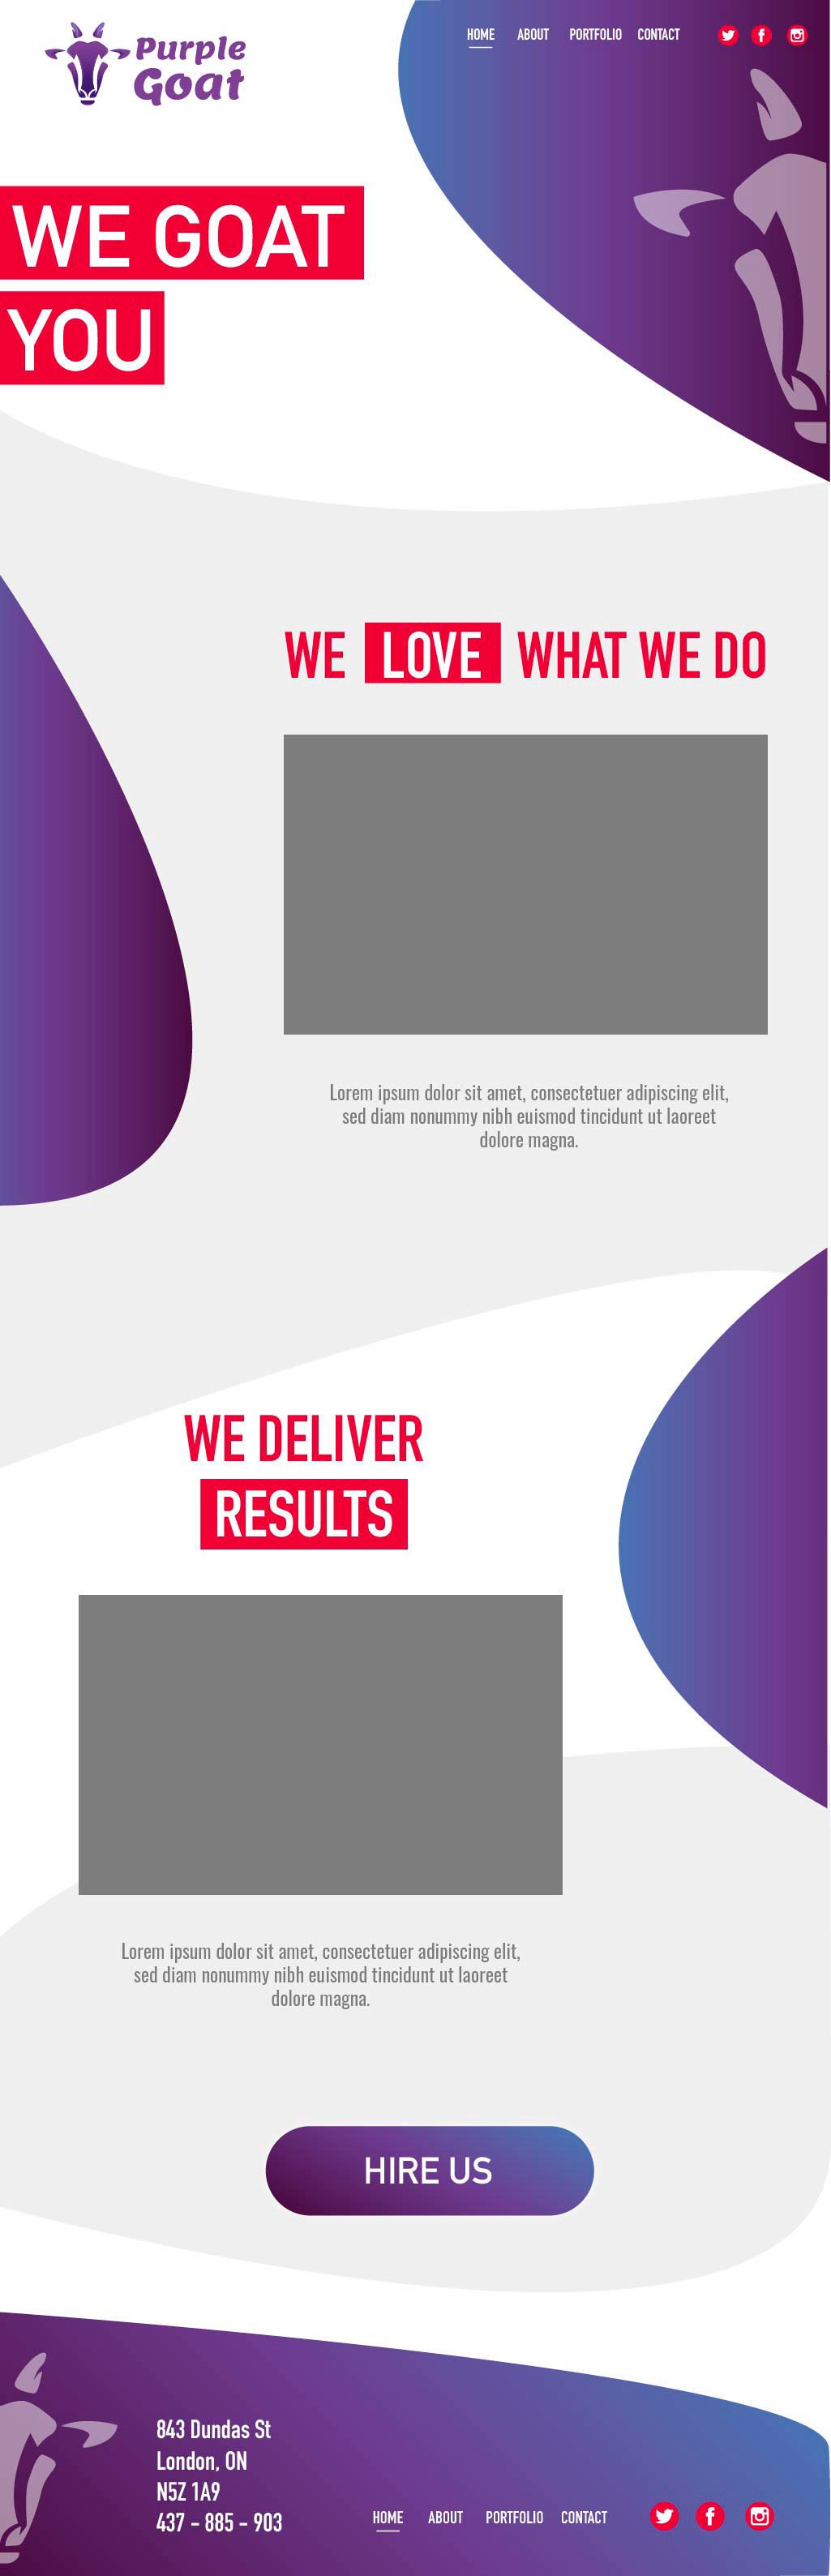 Purple
Goat
HOME ABOUT PORTFOLIO CONTACT
WE GOAT
YOU
WE LOVE WHAT WE DO
Lorem ipsum dolor sit amet, consectetuer adipiscing elit,
sed diam nonummy nibh euismod tincidunt ut laoreet
dolore magna.
WE DELIVER
RESULTS
Lorem ipsum dolor sit amet, consectetuer adipiscing elit,
sed diam nonummy nibh euismod tincidunt ut laoreet
dolore magna.
HIRE US
843 Dundas St
London, ON
N5Z 1A9
437 - 885 - 903
HOME ABOUT PORTFOLIO CONTACT